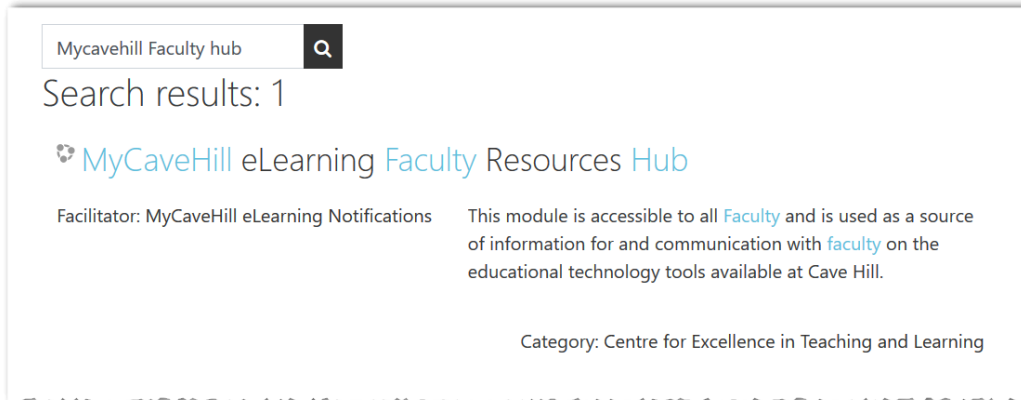 Mycavehill Faculty hub
Search results: 1
MyCaveHill eLearning Faculty Resources Hub
Facilitator: MyCaveHill eLearning Notifications
This module is accessible to all Faculty and is used as a source
of information for and communication with faculty on the
educational technology tools available at Cave Hill.
Category: Centre for Excellence in Teaching and Learning